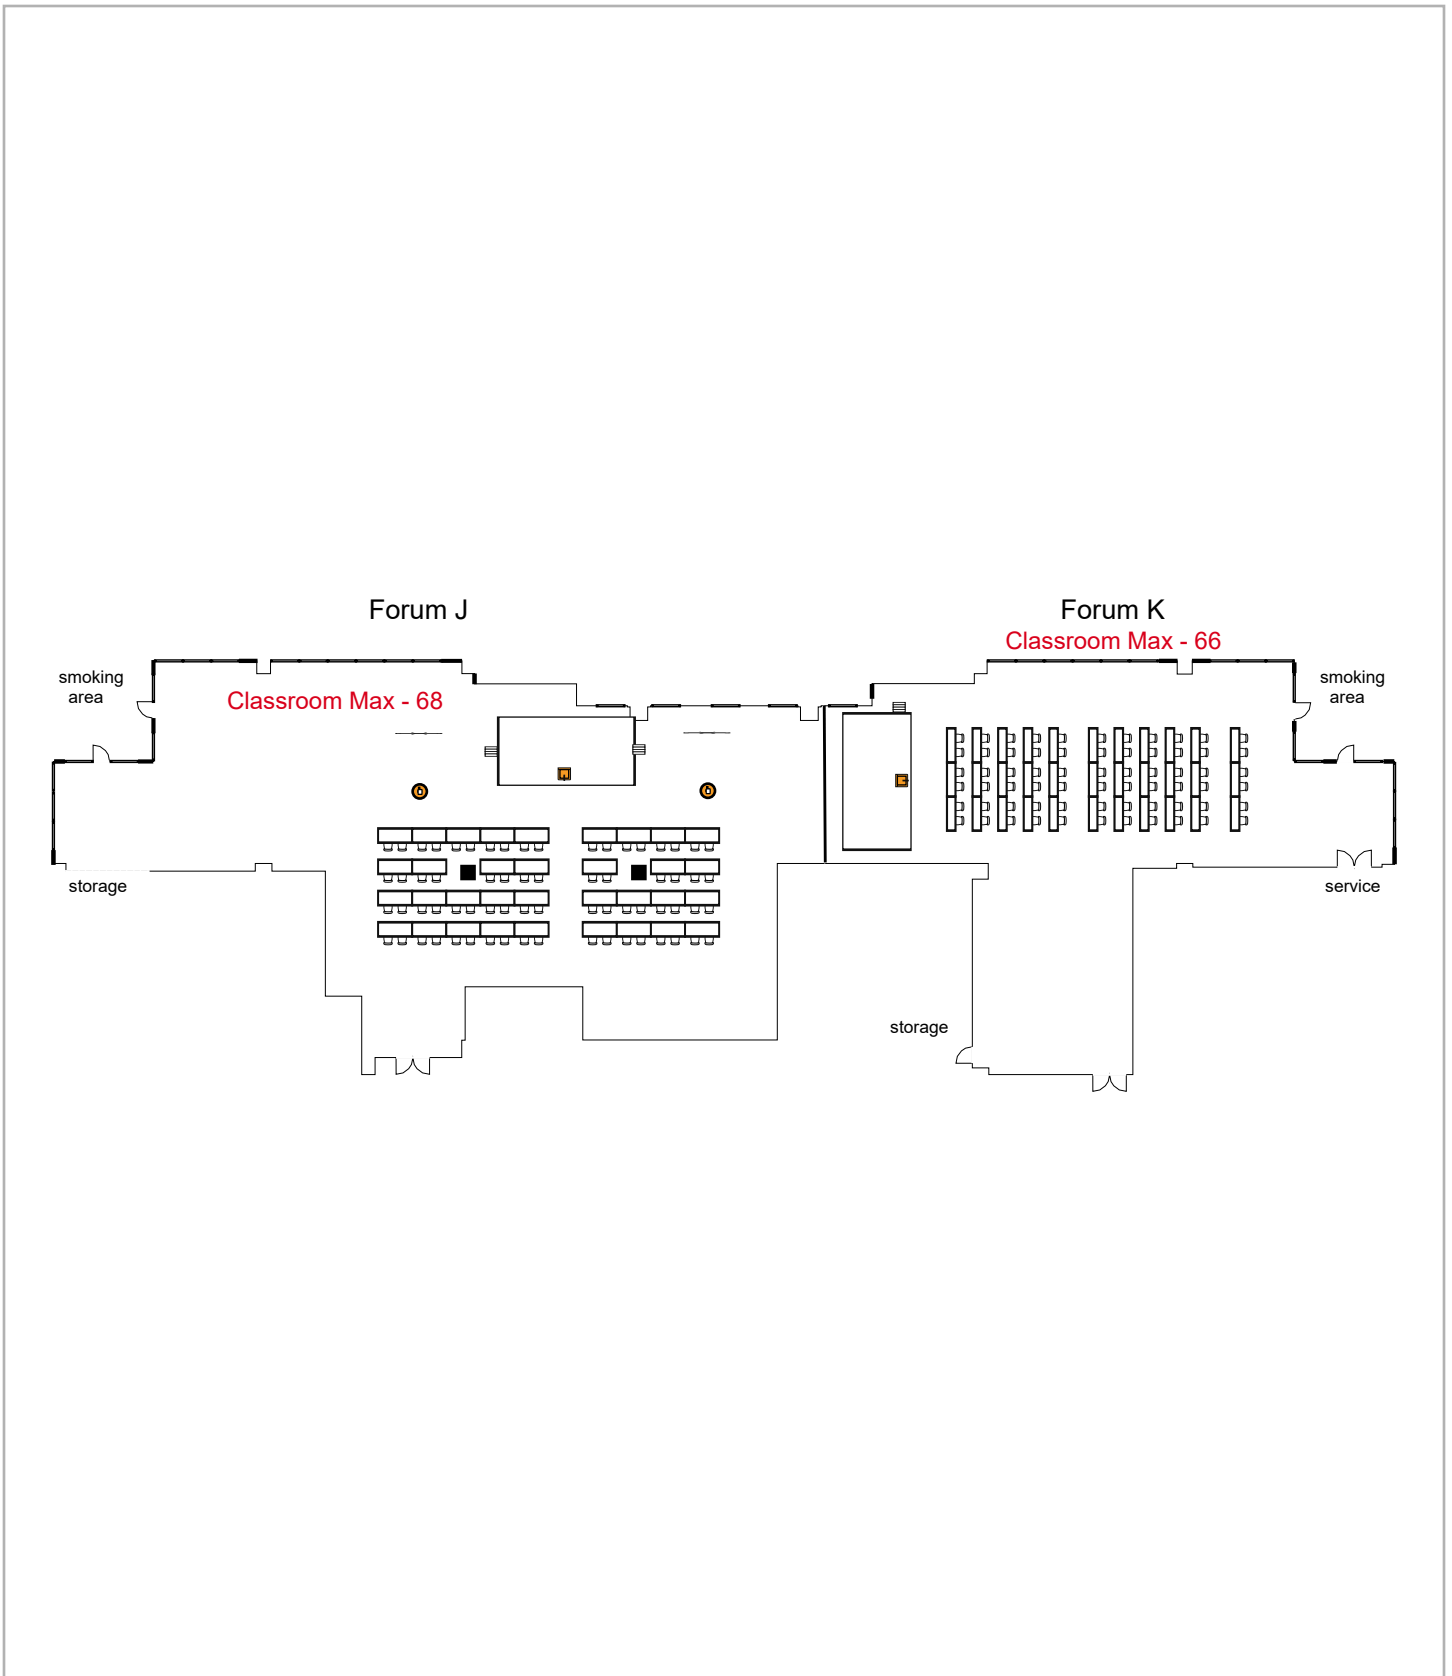 Forum J
Forum K
Classroom Max - 66
smoking
area
Classroom Max - 68
smoking
area
storage
service
storage